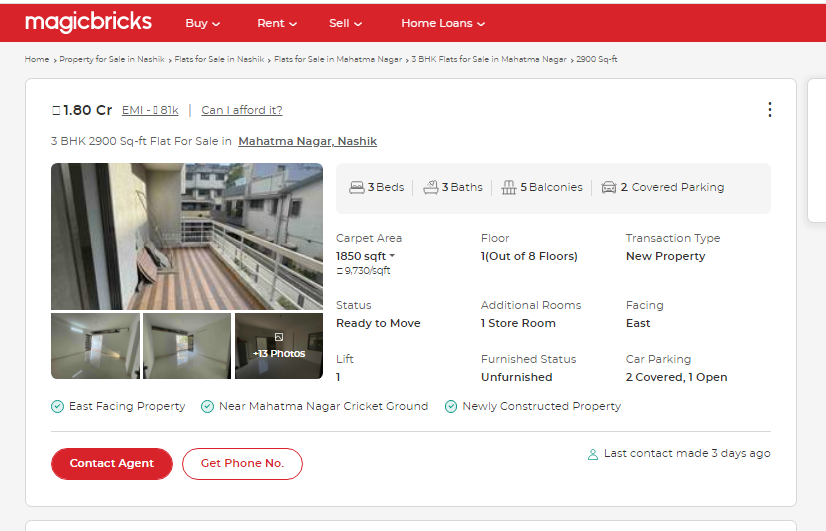 magicbricks
Buy Rent Sell Home Loans
Home › Property for Sale in Nashik › Flats for Sale in Nashik › Flats for Sale in Mahatma Nagar › 3 BHK Flats for Sale in Mahatma Nagar › 2900 Sq-ft
□1.80 Cr EMI - □ 81k | Can I afford it?
3 BHK 2900 Sq-ft Flat For Sale in Mahatma Nagar, Nashik
3 Beds 3 Baths 5 Balconies 2 Covered Parking
Carpet Area Floor Transaction Type
1850 sqft 1(Out of 8 Floors) New Property
□ 9,730/sqft
Status Additional Rooms Facing
Ready to Move 1 Store Room East
+13 Photos
Lift Furnished Status Car Parking
1 Unfurnished 2 Covered, 1 Open
East Facing Property Near Mahatma Nagar Cricket Ground Newly Constructed Property
Contact Agent Get Phone No. Last contact made 3 days ago